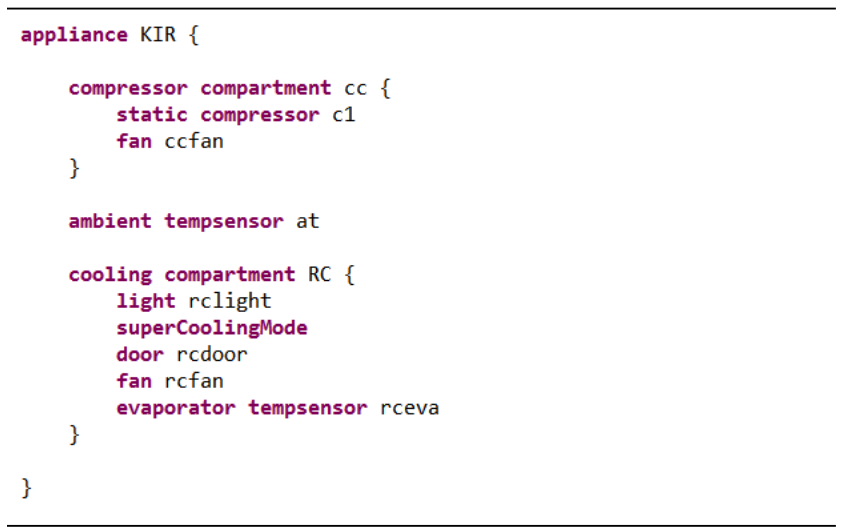 appliance KIR {
compressor compartment cc {
static compressor c1
fan ccfan
}
ambient tempsensor at
cooling compartment RC {
light rclight
superCoolingMode
door rcdoor
fan rcfan
evaporator tempsensor rceva
}
}